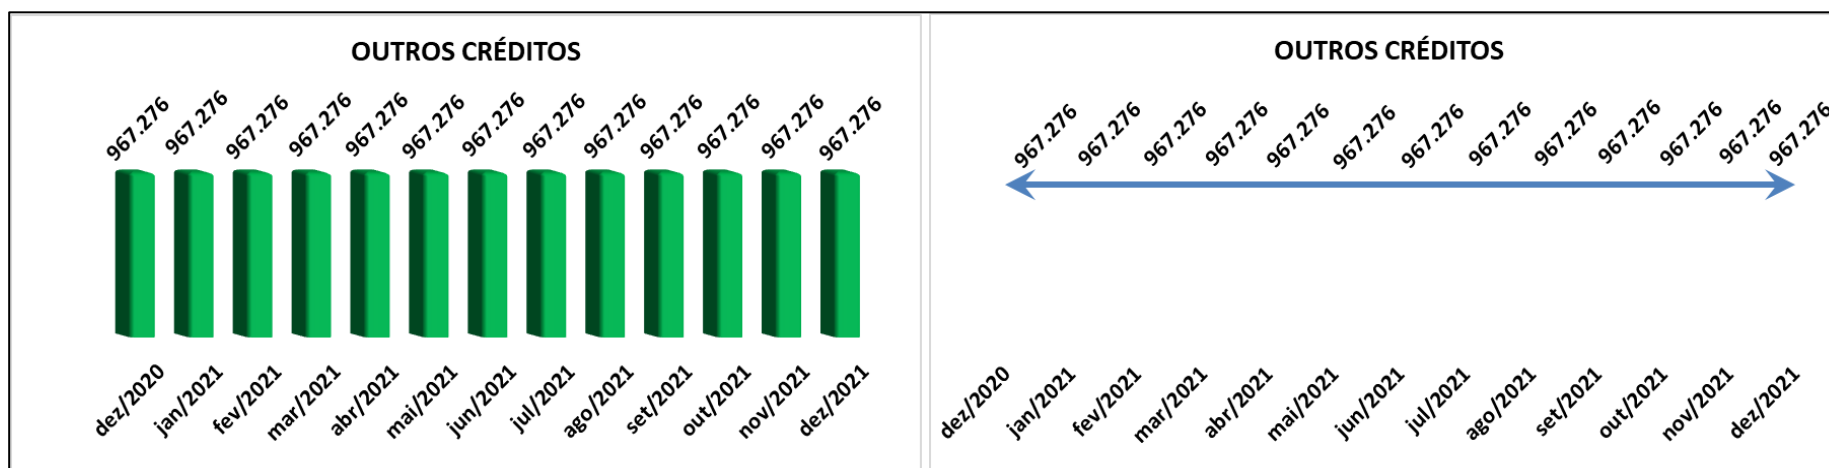 OUTROS CRÉDITOS
967.276
967.276
967.276
967.276
967.276
967.276
967.276
967.276
967.276
967.276
967.276
967.276
967.276
dez/2020
jan/2021
fev/2021
mar/2021
abr/2021
mai/2021
jun/2021
jul/2021
ago/2021
set/2021
out/2021
nov/2021
dez/2021
OUTROS CRÉDITOS
967.276
967.276
967.276
967.276
967.276
967.276
967.276
967.276
967.276
967.276
967.276
967.276
967.276
dez/2020
jan/2021
fev/2021
mar/2021
abr/2021
mai/2021
jun/2021
jul/2021
ago/2021
set/2021
out/2021
nov/2021
dez/2021